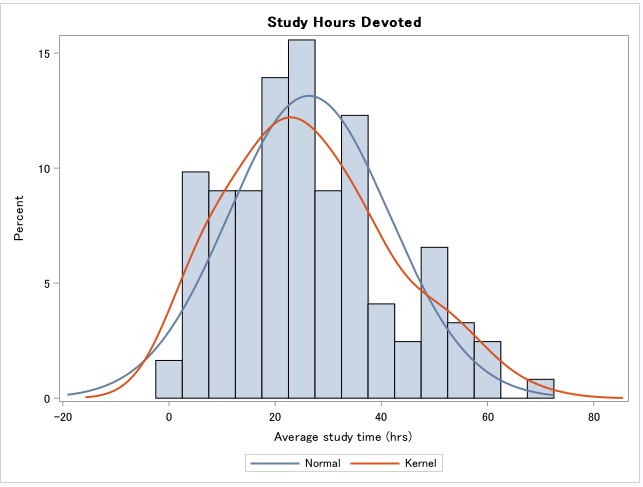 Study Hours Devoted
15
10
5
0
Percent
−20 0 20 40 60 80
Average study time (hrs)
Normal Kernel